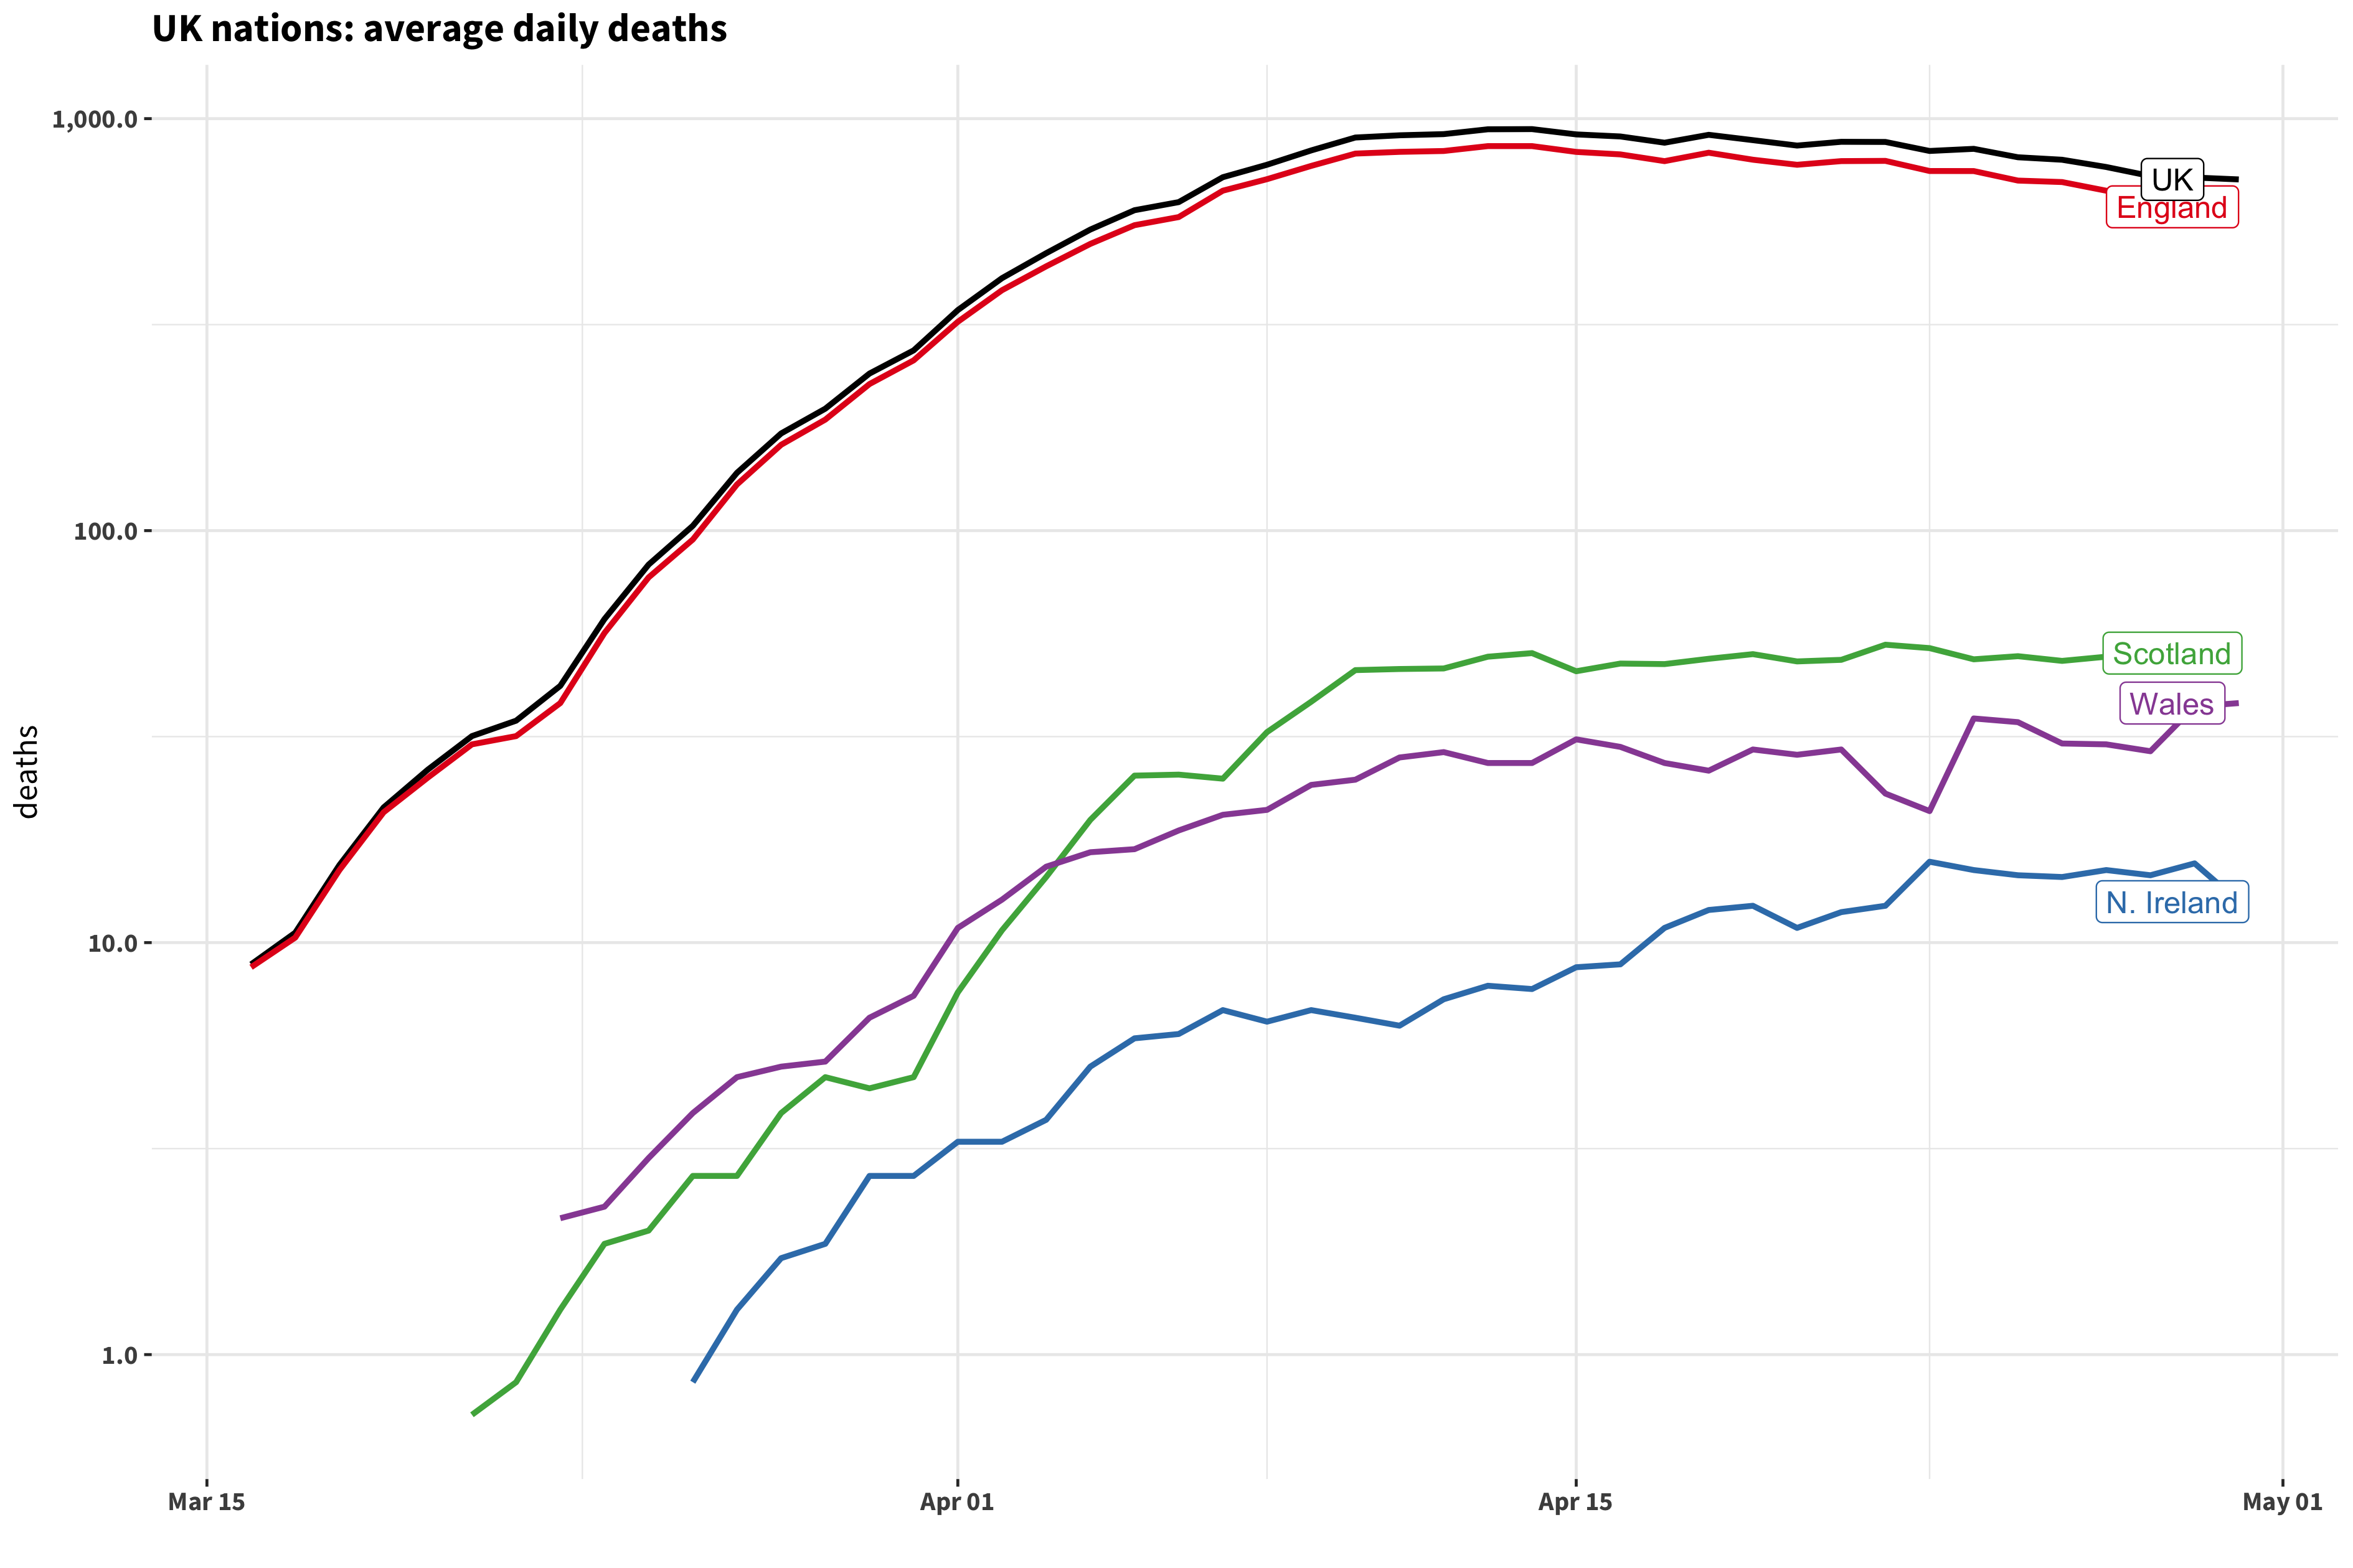 UK nations: average daily deaths
1,000.0
100.0
10.0
1.0
deaths
UK
England
Scotland
Wales
N. Ireland
Mar 15
Apr 01
Apr 15
May 01